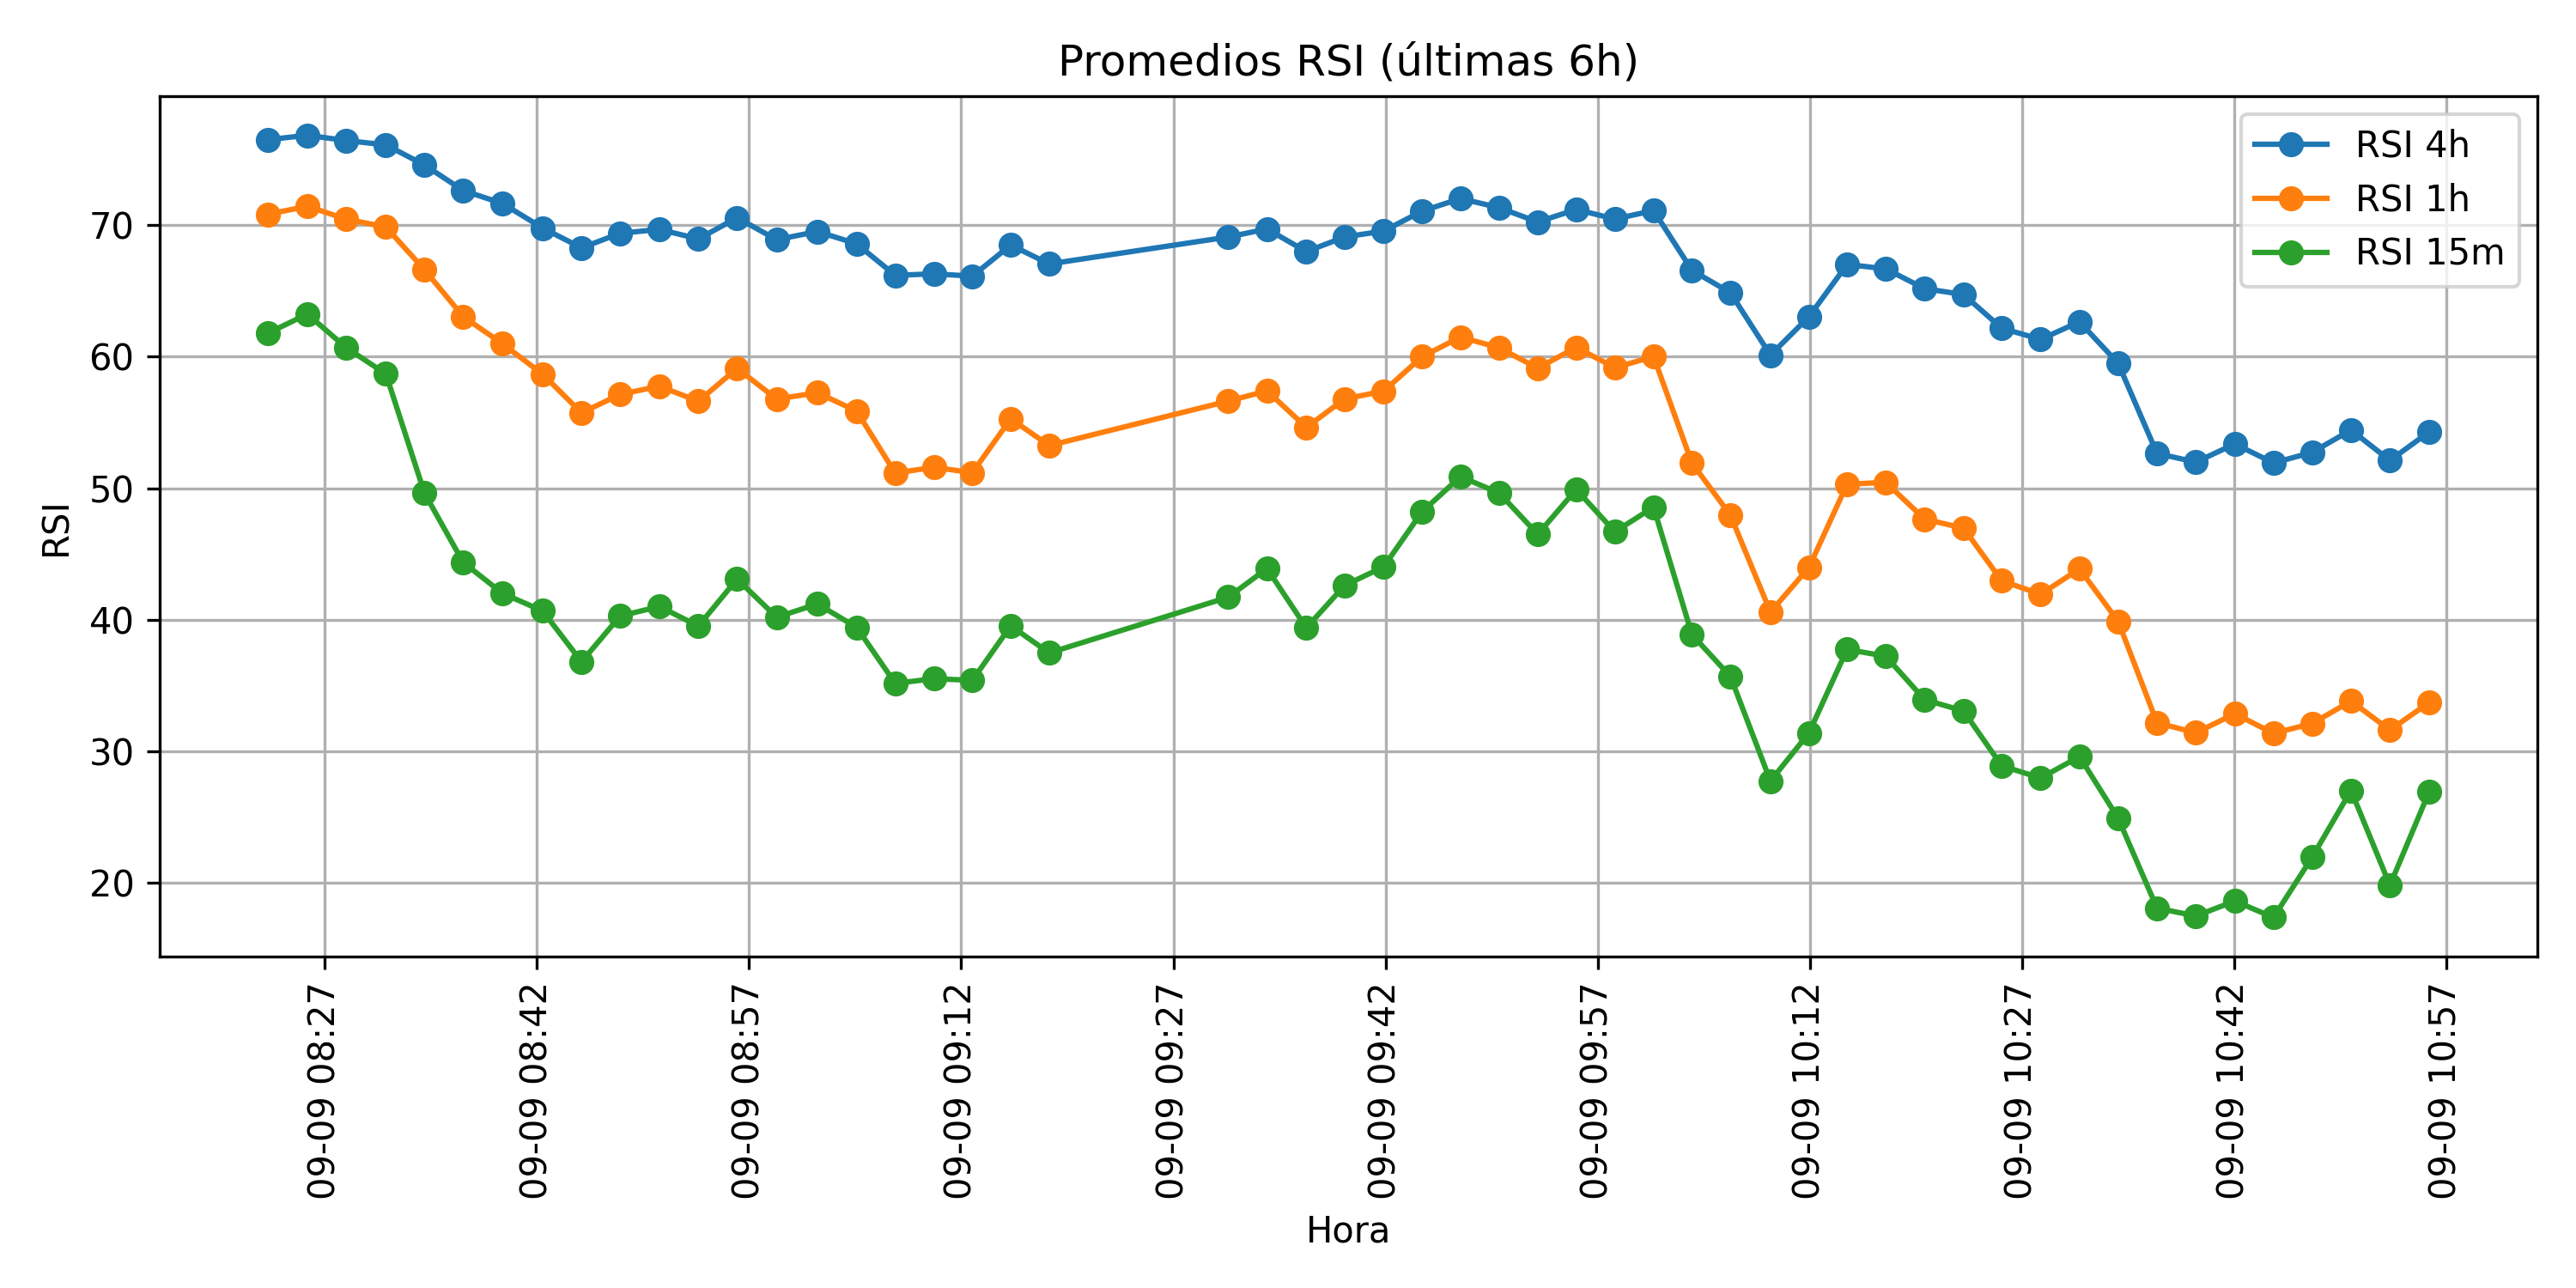 Promedios RSI (últimas 6h)
RSI 4h
RSI 1h
RSI 15m
RSI
70
60
50
40
30
20
09-09 08:27
09-09 08:42
09-09 08:57
09-09 09:12
09-09 09:27
09-09 09:42
09-09 09:57
09-09 10:12
09-09 10:27
09-09 10:42
09-09 10:57
Hora